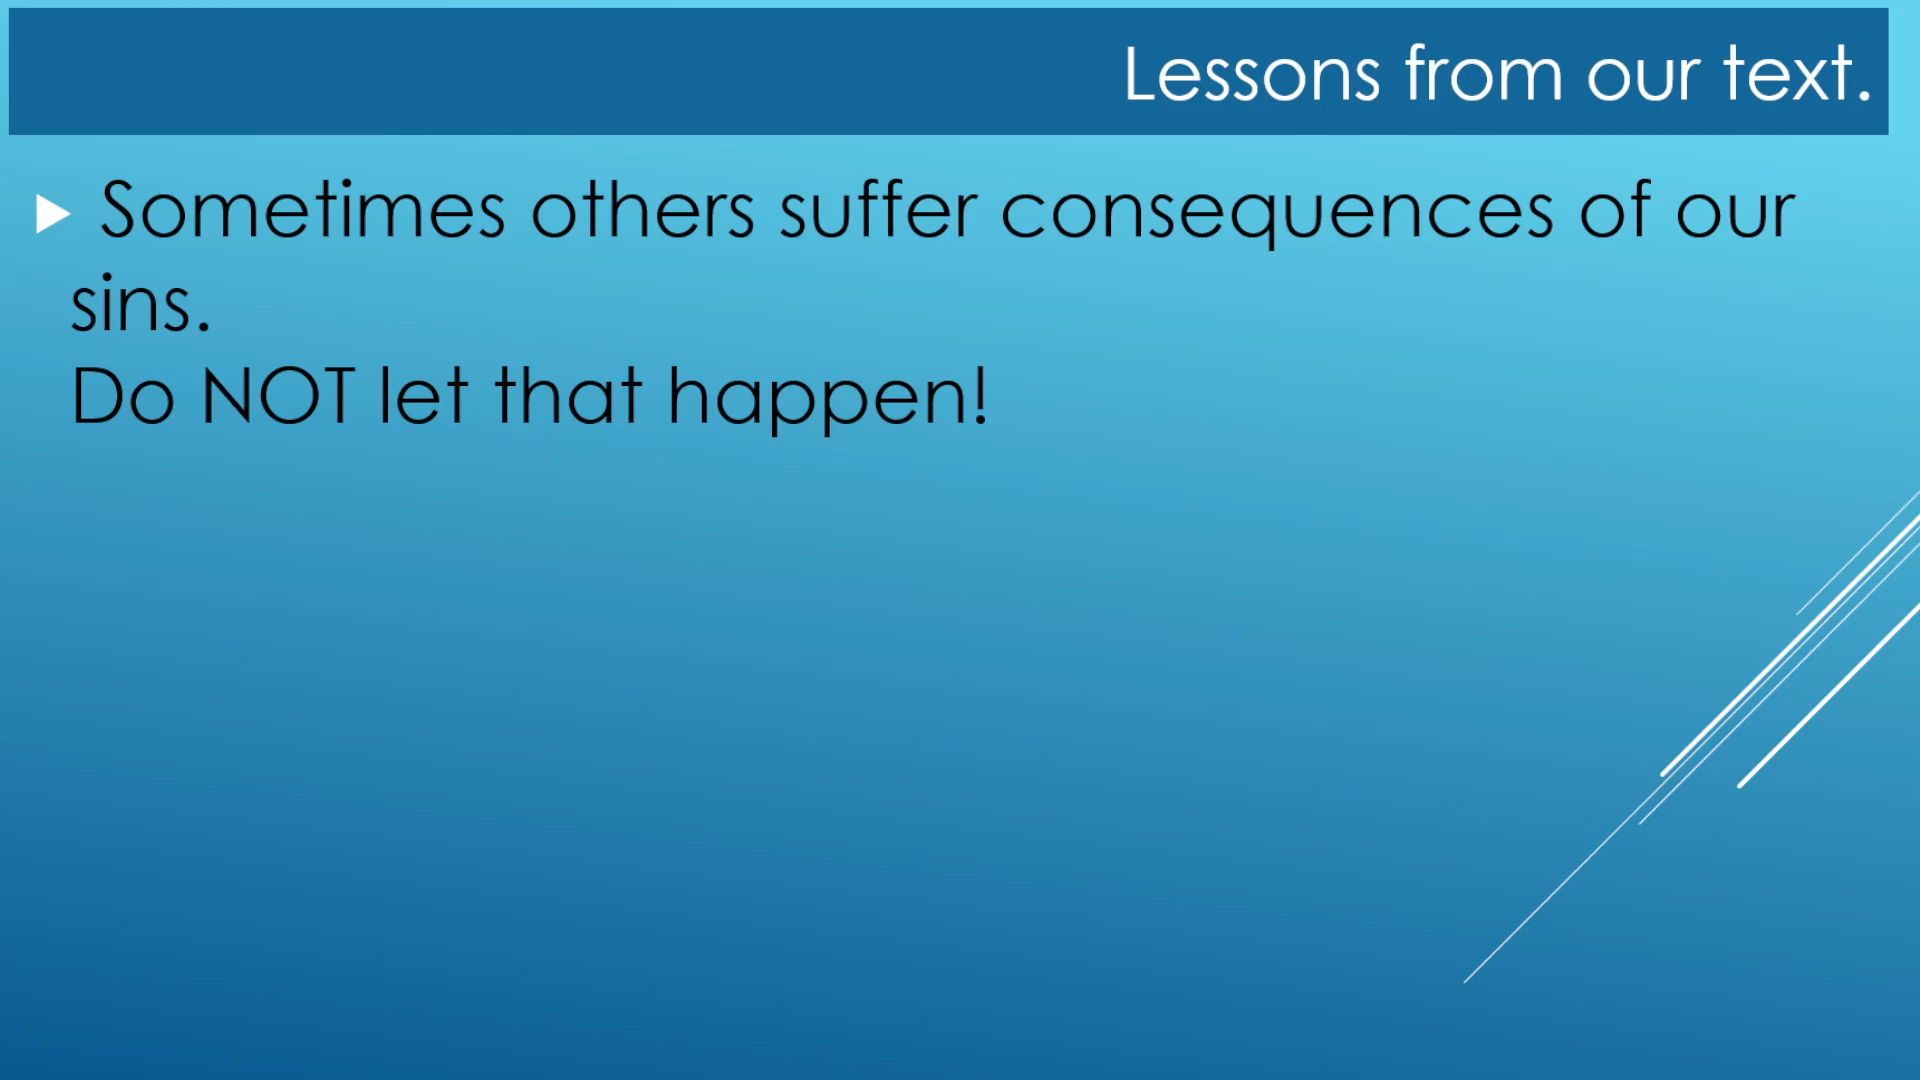 Lessons from our text.
Sometimes others suffer consequences of our
sins.
Do NOT let that happen!